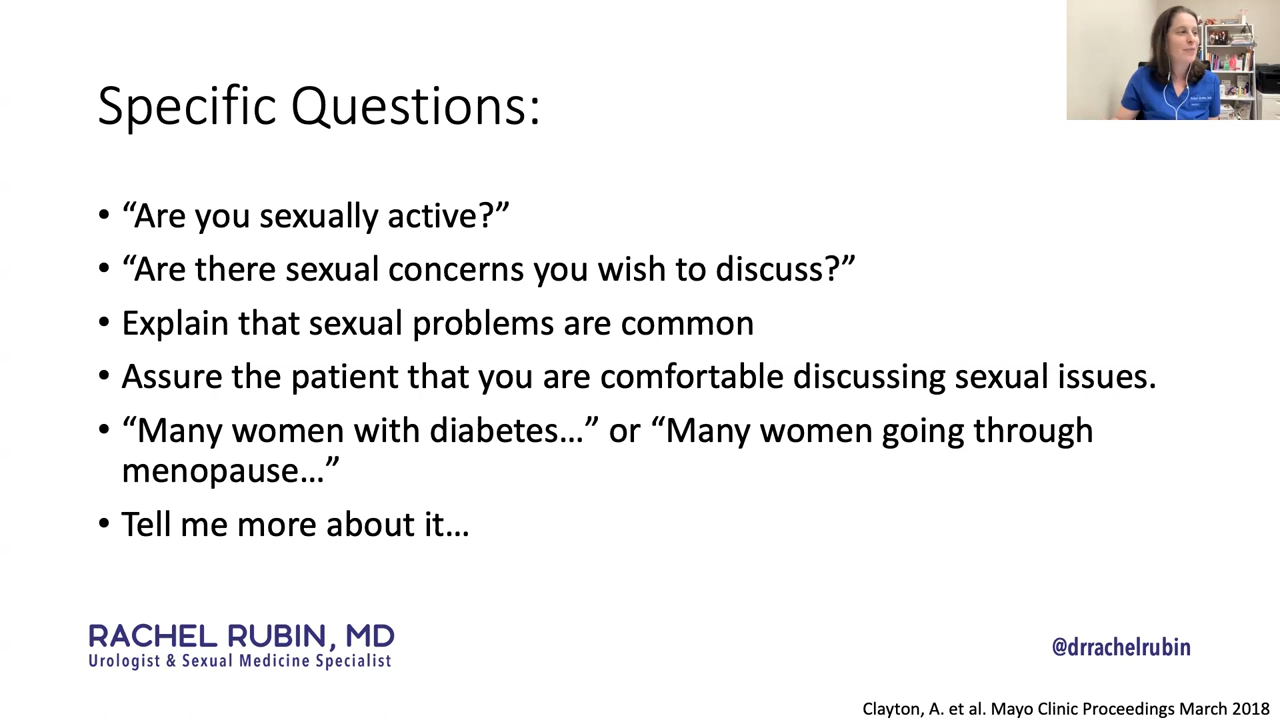 Specific Questions:
• “Are you sexually active?”
• “Are there sexual concerns you wish to discuss?”
• Explain that sexual problems are common
• Assure the patient that you are comfortable discussing sexual issues.
• “Many women with diabetes…” or “Many women going through
menopause…”
• Tell me more about it…
RACHEL RUBIN, MD
Urologist & Sexual Medicine Specialist
@drrachelrubin
Clayton, A. et al. Mayo Clinic Proceedings March 2018